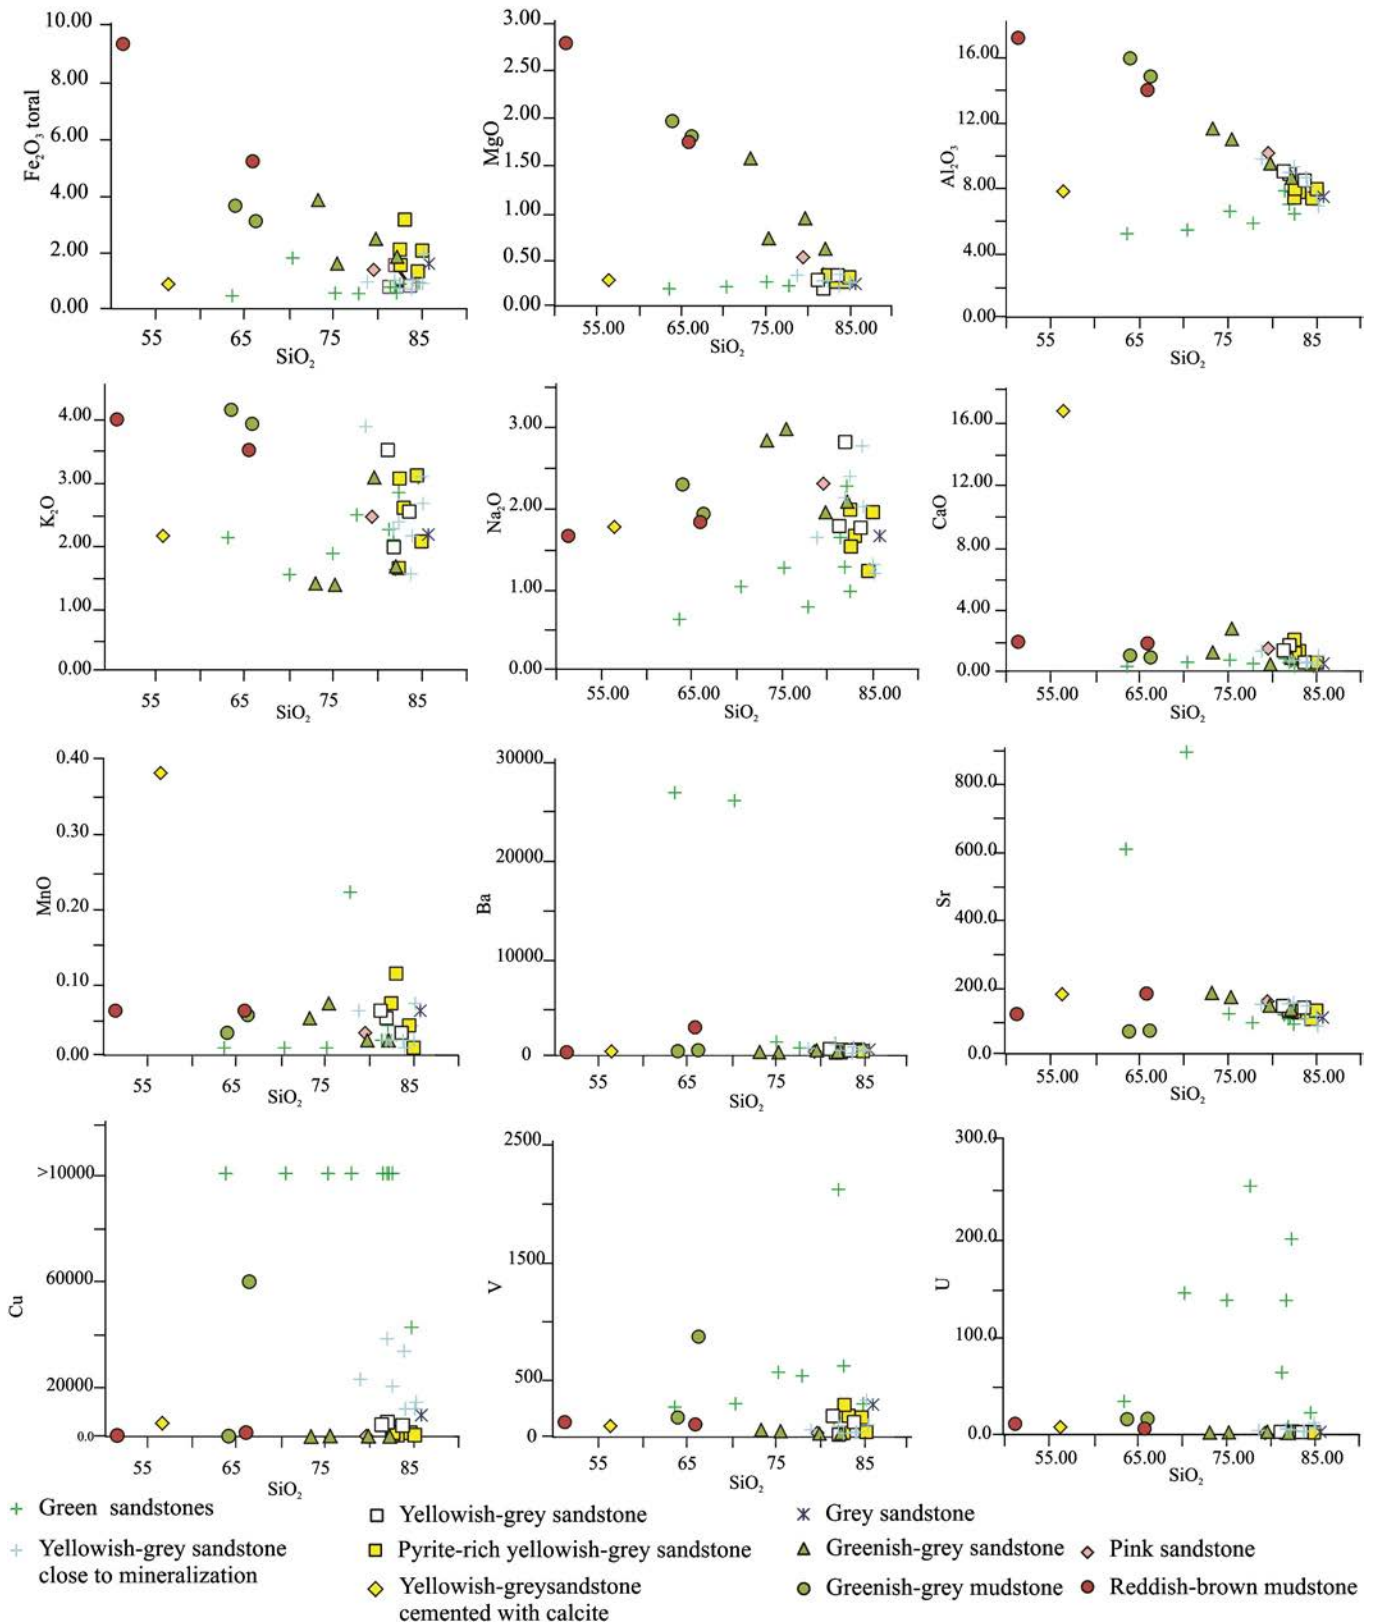 10.00
8.00
6.00
4.00
2.00
0.00
Fe2O3 toral
55
65
75
85
SiO2
3.00
2.50
2.00
1.50
1.00
0.50
0.00
MgO
55.00
65.00
75.00
85.00
SiO2
16.00
12.00
8.00
4.00
0.00
Al2O3
55
65
75
85
SiO2
4.00
3.00
2.00
1.00
0.00
K2O
55
65
75
85
SiO2
3.00
2.00
1.00
0.00
Na2O
55.00
65.00
75.00
85.00
SiO2
16.00
12.00
8.00
4.00
0.00
CaO
55.00
65.00
75.00
85.00
SiO2
0.40
0.30
0.20
0.10
0.00
MnO
55
65
75
85
SiO2
30000
20000
10000
0
Ba
55
65
75
85
SiO2
800.0
600.0
400.0
200.0
0.0
Sr
55.00
65.00
75.00
85.00
SiO2
>10000
60000
20000
0.0
Cu
55
65
75
85
SiO2
2500
1500
500
0
V
55
65
75
85
SiO2
300.0
200.0
100.0
0.0
U
55.00
65.00
75.00
85.00
SiO2
Green sandstones
Yellowish-grey sandstone
close to mineralization
Yellowish-grey sandstone
Pyrite-rich yellowish-grey sandstone
Yellowish-greysandstone
cemented with calcite
Grey sandstone
Greenish-grey sandstone
Greenish-grey mudstone
Pink sandstone
Reddish-brown mudstone